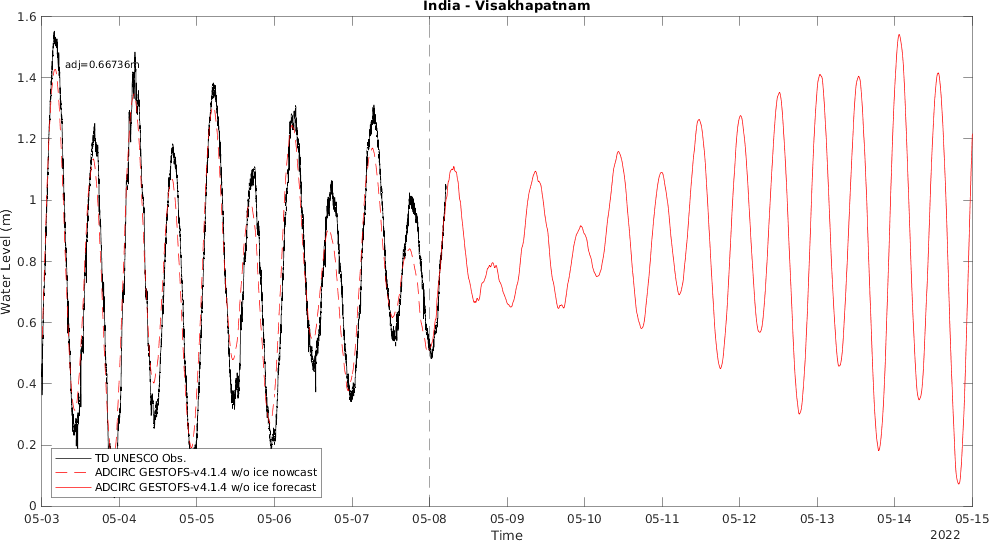 India - Visakhapatnam
1.6
1.4
1.2
1
0.8
0.6
0.4
0.2
0
Water Level (m)
adj=0.66736m
TD UNESCO Obs.
ADCIRC GESTOFS-v4.1.4 w/o ice nowcast
ADCIRC GESTOFS-v4.1.4 w/o ice forecast
05-03 05-04 05-05 05-06 05-07 05-08 05-09 05-10 05-11 05-12 05-13 05-14 05-15
Time
2022